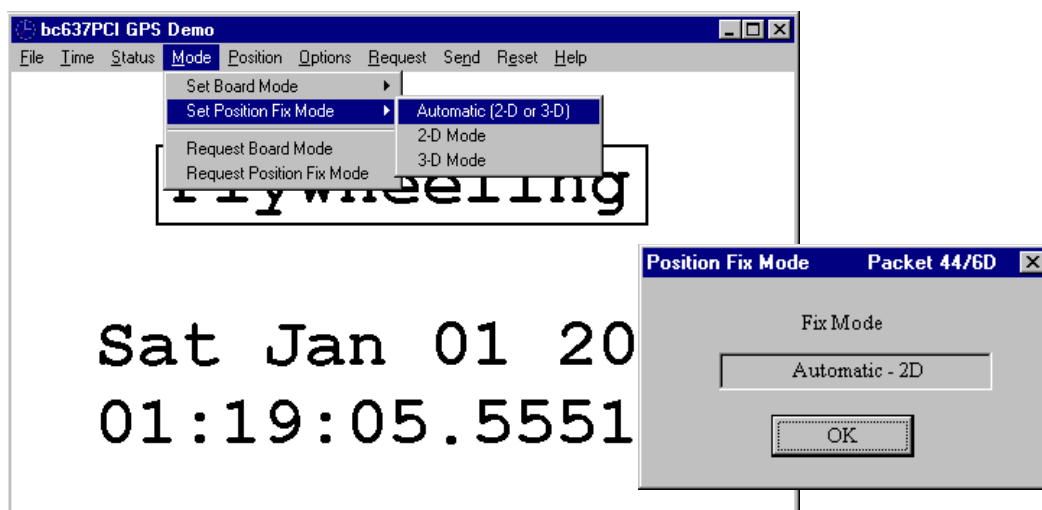 bc637PCI GPS Demo
File Time Status Mode Position Options Request Send Reset Help
Set Board Mode
Set Position Fix Mode
Request Board Mode
Request Position Fix Mode
Automatic (2-D or 3-D)
2-D Mode
3-D Mode
Flywheeling
Sat Jan 01 20
01:19:05.5551
Position Fix Mode Packet 44/6D
Fix Mode
Automatic - 2D
OK